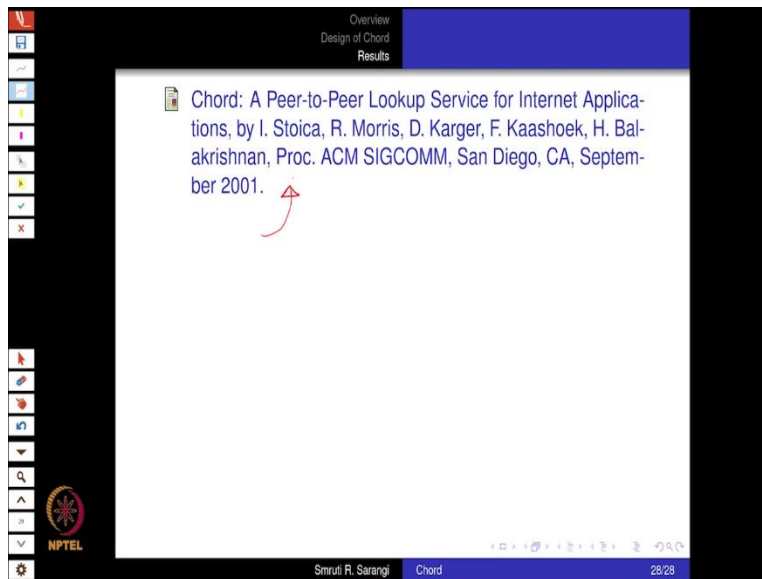 Overview
Design of Chord
Results
Chord: A Peer-to-Peer Lookup Service for Internet Applica-
tions, by I. Stoica, R. Morris, D. Karger, F. Kaashoek, H. Bal-
akrishnan, Proc. ACM SIGCOMM, San Diego, CA, Septem-
ber 2001.
29
NPTEL
Smruti R. Sarangi Chord 28/28